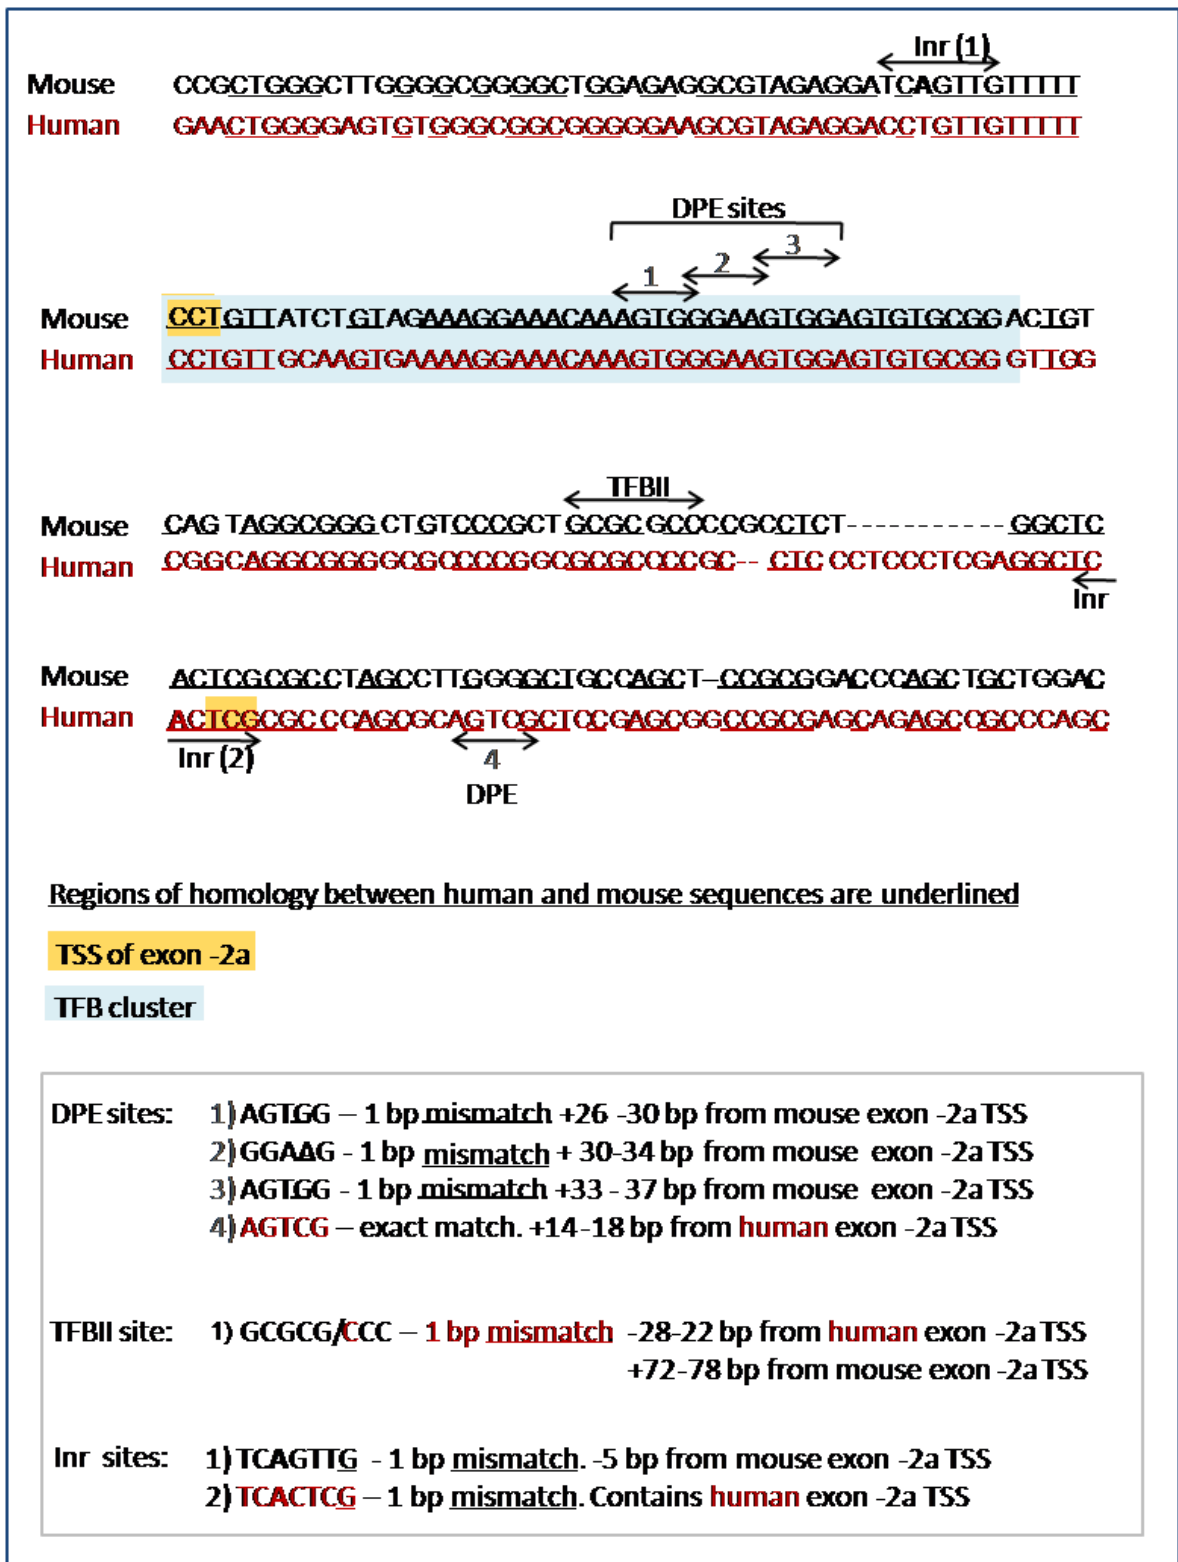 Inr (1)
Mouse CCGCTGGGCTTGGGGCGGGGCTGGAGAGGCGTAGAGGATCAGTTGTTTTT
Human GAACTGGGGAGTGTGGGCGGCGGGGGAAGCGTAGAGGACCTGTTGTTTTT
DPE sites
3
2
1
Mouse CCTGTTATCTGTAGAAAGGAAACAAAGTGGGAAGTGGAGTGTGCGGACTGT
Human CCTGTTGCAAGTGAAAAGGAAACAAAGTGGGAAGTGGAGTGTGCGG GTTGG
TFBII
Mouse CAG TAGGCGGG CTGTCCCGCT GCGCGCCCCGCCTCT-----------GGCTC
Human CGGCAGGCGGGGCGCCCCGGCGCGCCCCGC-- CTC CCTCCCTCGAGGCTC
Inr
Mouse ACTCGCGCCTAGCCTTGGGGCTGCCAGCT–CCGCGGACCCAGCTGCTGGAC
Human ACTCGCGCCCAGCGCAGTCGCTCCGAGCGGCCGCGAGCAGAGCCGCCCAGC
Inr (2) 4
DPE
Regions of homology between human and mouse sequences are underlined
TSS of exon -2a
TFB cluster
DPE sites: 1) AGTGG – 1 bp mismatch +26 -30 bp from mouse exon -2a TSS
2) GGAAG - 1 bp mismatch + 30-34 bp from mouse exon -2a TSS
3) AGTGG - 1 bp mismatch +33 - 37 bp from mouse exon -2a TSS
4) AGTCG – exact match. +14-18 bp from human exon -2a TSS
TFBII site: 1) GCGCG/CCCC – 1 bp mismatch -28-22 bp from human exon -2a TSS
+72-78 bp from mouse exon -2a TSS
Inr sites: 1) TCAGTTG - 1 bp mismatch. -5 bp from mouse exon -2a TSS
2) TCACTCG – 1 bp mismatch. Contains human exon -2a TSS